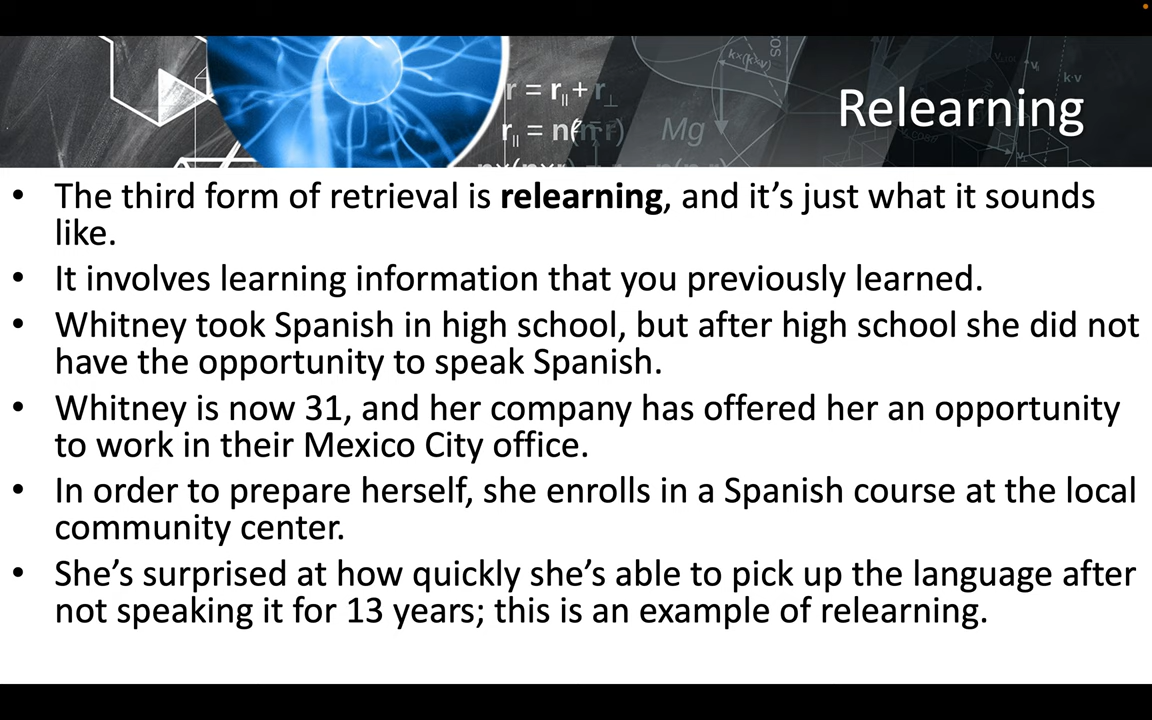 r = r|| + r⊥
k×(k×v)
cos
k·v
Relearning
Mg
• The third form of retrieval is relearning, and it’s just what it sounds
like.
• It involves learning information that you previously learned.
• Whitney took Spanish in high school, but after high school she did not
have the opportunity to speak Spanish.
• Whitney is now 31, and her company has offered her an opportunity
to work in their Mexico City office.
• In order to prepare herself, she enrolls in a Spanish course at the local
community center.
• She’s surprised at how quickly she’s able to pick up the language after
not speaking it for 13 years; this is an example of relearning.